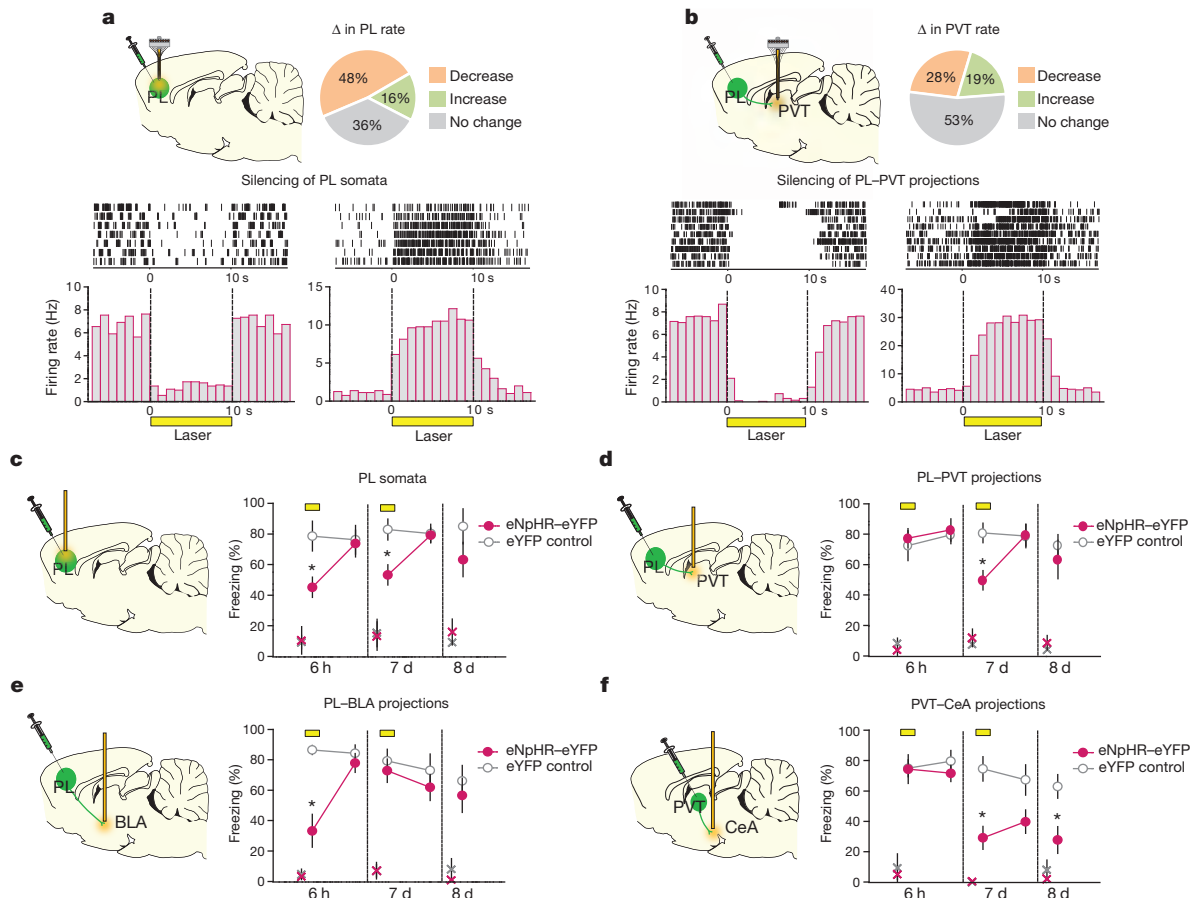 a
Δ in PL rate
48%
16%
36%
Decrease
Increase
No change
PL
Silencing of PL somata
0 10 s
0 10 s
Firing rate (Hz)
10
8
6
4
2
0
0 10 s
Laser
15
10
5
0
0 10 s
b
Δ in PVT rate
28%
19%
53%
Decrease
Increase
No change
PL
PVT
Silencing of PL–PVT projections
0 10 s
0 10 s
Firing rate (Hz)
10
8
6
4
2
0
0 10 s
Laser
40
30
20
10
0
0 10 s
Laser
c
PL somata
PL
Freezing (%)
100
80
60
40
20
0
*
*
eNpHR–eYFP
eYFP control
6 h 7 d 8 d
d
PL–PVT projections
PL
PVT
Freezing (%)
100
80
60
40
20
0
*
eNpHR–eYFP
eYFP control
6 h 7 d 8 d
e
PL–BLA projections
PL
BLA
Freezing (%)
100
80
60
40
20
0
*
eNpHR–eYFP
eYFP control
6 h 7 d 8 d
f
PVT–CeA projections
PVT
CeA
Freezing (%)
100
80
60
40
20
0
*
*
eNpHR–eYFP
eYFP control
6 h 7 d 8 d